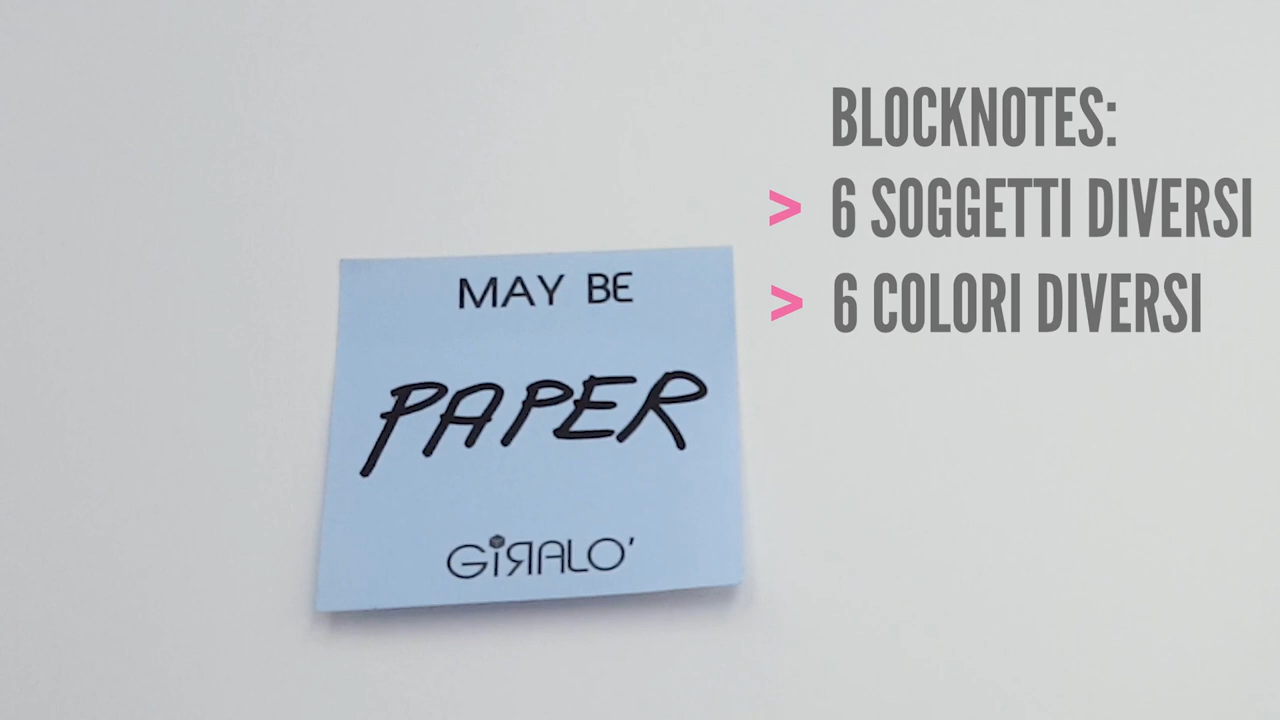 BLOCKNOTES:
> 6 SOGGETTI DIVERSI
> 6 COLORI DIVERSI
MAY BE
PAPER
GiRALO'